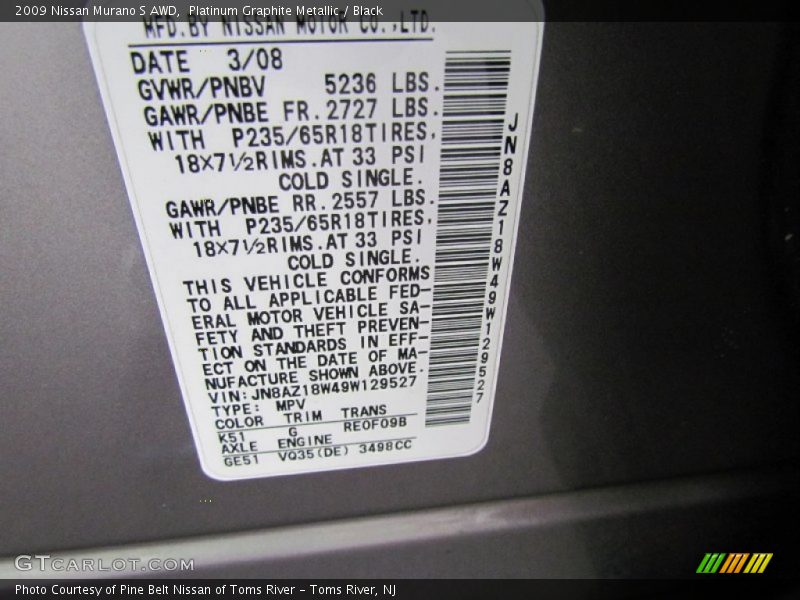 2009 Nissan Murano S AWD, Platinum Graphite Metallic / Black
MFD.BY NISSAN MOTOR CO.,LTD.
DATE 3/08
GVWR/PNBV 5236 LBS.
GAWR/PNBE FR.2727 LBS.
WITH P235/65R18TIRES,
18X7½RIMS.AT 33 PSI
COLD SINGLE.
GAWR/PNBE RR.2557 LBS.
WITH P235/65R18TIRES,
18X7½RIMS.AT 33 PSI
COLD SINGLE.
THIS VEHICLE CONFORMS
TO ALL APPLICABLE FED-
ERAL MOTOR VEHICLE SA-
FETY AND THEFT PREVEN-
TION STANDARDS IN EFF-
ECT ON THE DATE OF MA-
NUFACTURE SHOWN ABOVE.
VIN:JN8AZ18W49W129527
TYPE: MPV
COLOR TRIM TRANS
K51 G RE0F09B
AXLE ENGINE
GE51 VQ35(DE) 3498CC
JN8AZ18W49W129527
GTCARLOT.COM
Photo Courtesy of Pine Belt Nissan of Toms River – Toms River, NJ